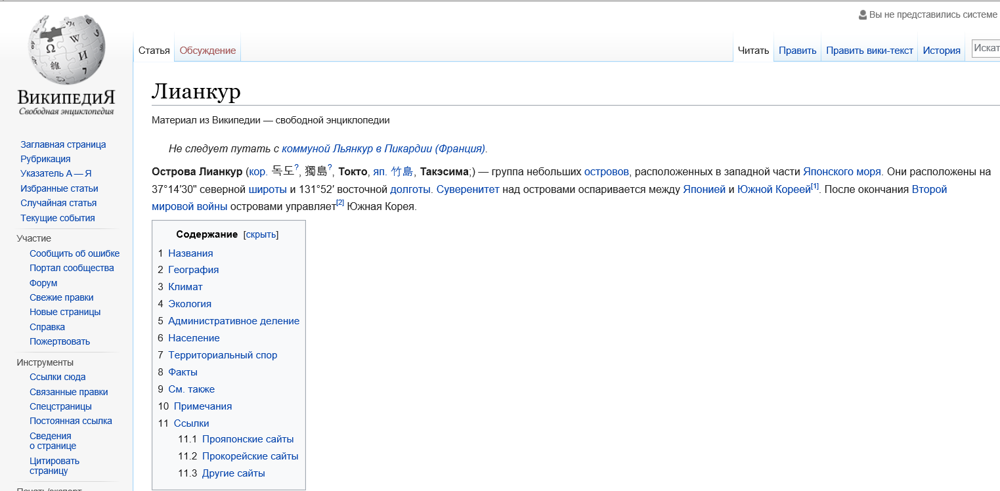 Вы не представились системе
Статья Обсуждение Читать Править Править вики-текст История Искат
ВИКИПЕДИЯ
Свободная энциклопедия
Заглавная страница
Рубрикация
Указатель А — Я
Избранные статьи
Случайная статья
Текущие события
Участие
Сообщить об ошибке
Портал сообщества
Форум
Свежие правки
Новые страницы
Справка
Пожертвовать
Инструменты
Ссылки сюда
Связанные правки
Спецстраницы
Постоянная ссылка
Сведения
о странице
Цитировать
страницу
Лианкур
Материал из Википедии — свободной энциклопедии
Не следует путать с коммуной Льянкур в Пикардии (Франция).
Острова Лианкур (кор. 독도?, 獨島?, Токто, яп. 竹島, Такэсима;) — группа небольших островов, расположенных в западной части Японского моря. Они расположены на
37°14′30" северной широты и 131°52′ восточной долготы. Суверенитет над островами оспаривается между Японией и Южной Кореей[1]. После окончания Второй
мировой войны островами управляет[2] Южная Корея.
Содержание [скрыть]
1 Названия
2 География
3 Климат
4 Экология
5 Административное деление
6 Население
7 Территориальный спор
8 Факты
9 См. также
10 Примечания
11 Ссылки
11.1 Прояпонские сайты
11.2 Прокорейские сайты
11.3 Другие сайты